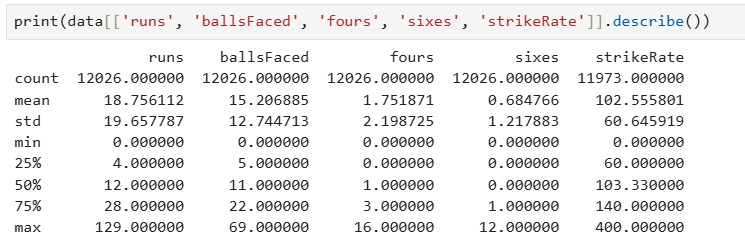 print(data[['runs', 'ballsFaced', 'fours', 'sixes', 'strikeRate']].describe())
runs ballsFaced fours sixes strikeRate
count 12026.000000 12026.000000 12026.000000 12026.000000 11973.000000
mean 18.756112 15.206885 1.751871 0.684766 102.555801
std 19.657787 12.744713 2.198725 1.217883 60.645919
min 0.000000 0.000000 0.000000 0.000000 0.000000
25% 4.000000 5.000000 0.000000 0.000000 60.000000
50% 12.000000 11.000000 1.000000 0.000000 103.330000
75% 28.000000 22.000000 3.000000 1.000000 140.000000
max 129.000000 69.000000 16.000000 12.000000 400.000000